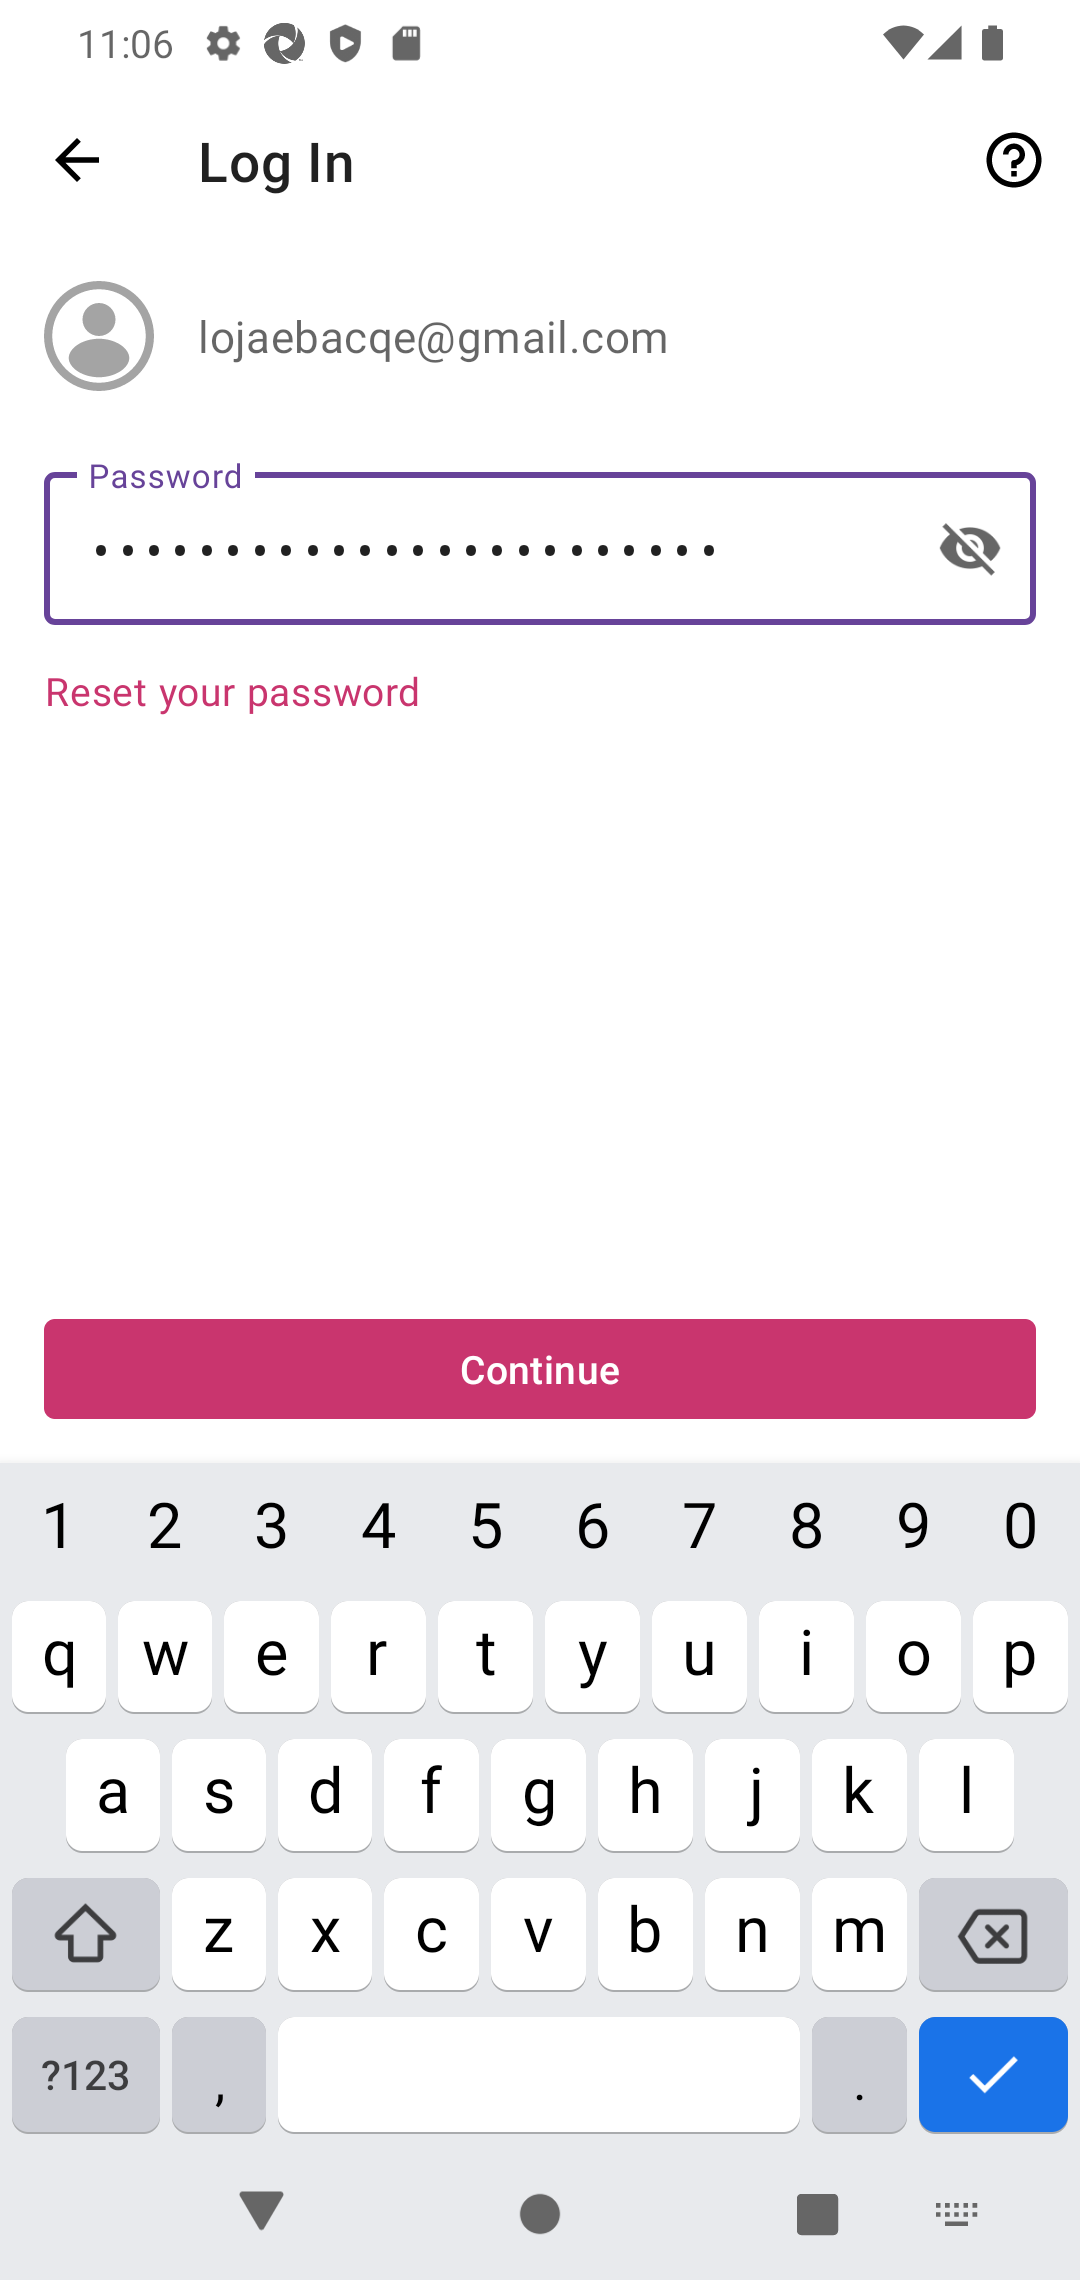 11:06
Log In
lojaebacqe@gmail.com
Password
••••••••••••••••••••••••
Reset your password
Continue
1 2 3 4 5 6 7 8 9 0
q w e r t y u i o p
a s d f g h j k l
z x c v b n m
?123 , .